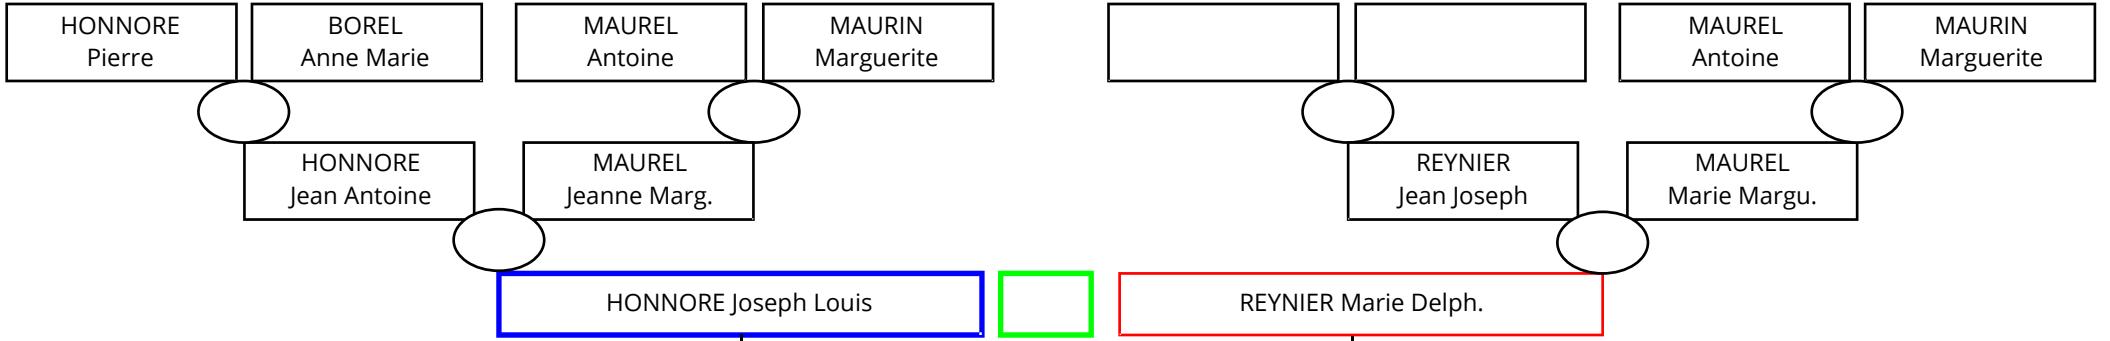 HONNORE
Pierre
BOREL
Anne Marie
MAUREL
Antoine
MAURIN
Marguerite
MAUREL
Antoine
MAURIN
Marguerite
HONNORE
Jean Antoine
MAUREL
Jeanne Marg.
REYNIER
Jean Joseph
MAUREL
Marie Margu.
HONNORE Joseph Louis
REYNIER Marie Delph.